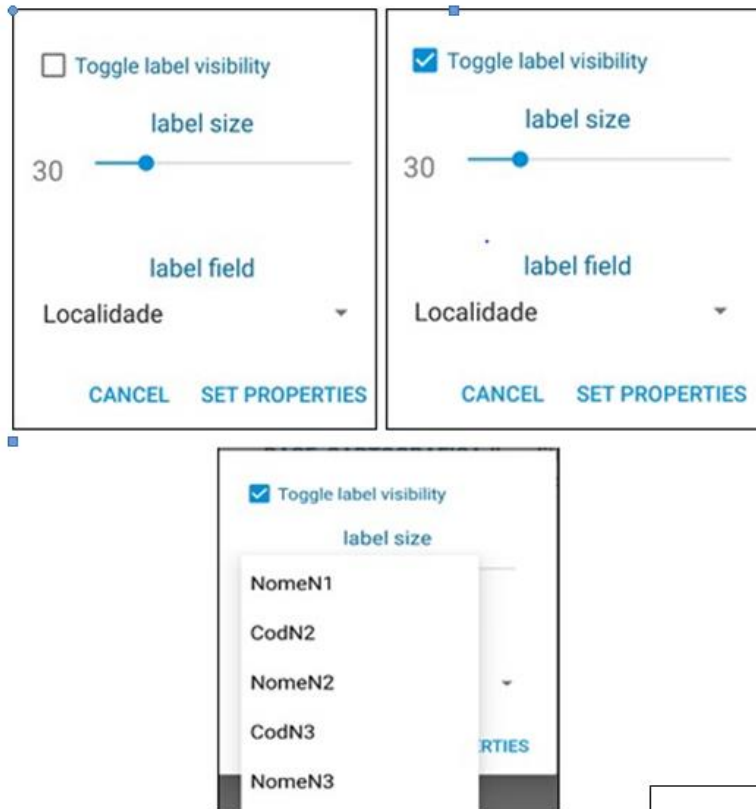 Toggle label visibility
label size
30
label field
Localidade
CANCEL SET PROPERTIES
Toggle label visibility
label size
30
label field
Localidade
CANCEL SET PROPERTIES
Toggle label visibility
label size
NomeN1
CodN2
NomeN2
CodN3
RTIES
NomeN3